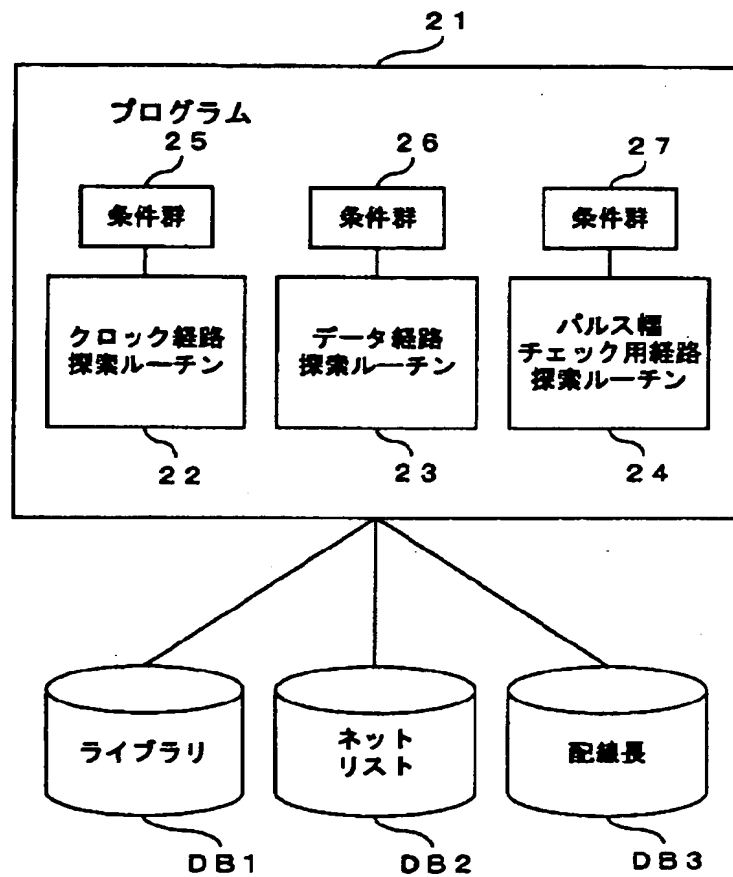 21
プログラム
25
26
27
条件群
条件群
条件群
クロック経路
探索ルーチン
データ経路
探索ルーチン
パルス幅
チェック用経路
探索ルーチン
22
23
24
ライブラリ
ネット
リスト
配線長
DB1
DB2
DB3